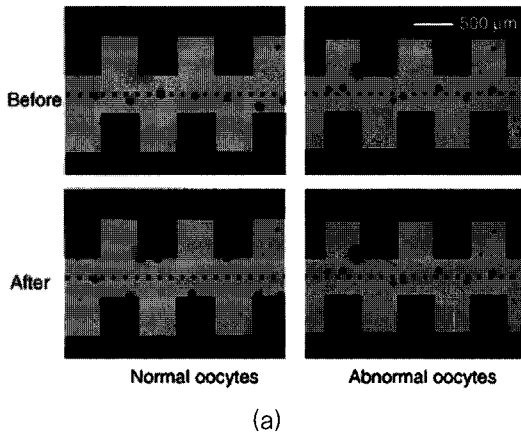 500 µm
Before
After
Normal oocytes
Abnormal oocytes
(a)